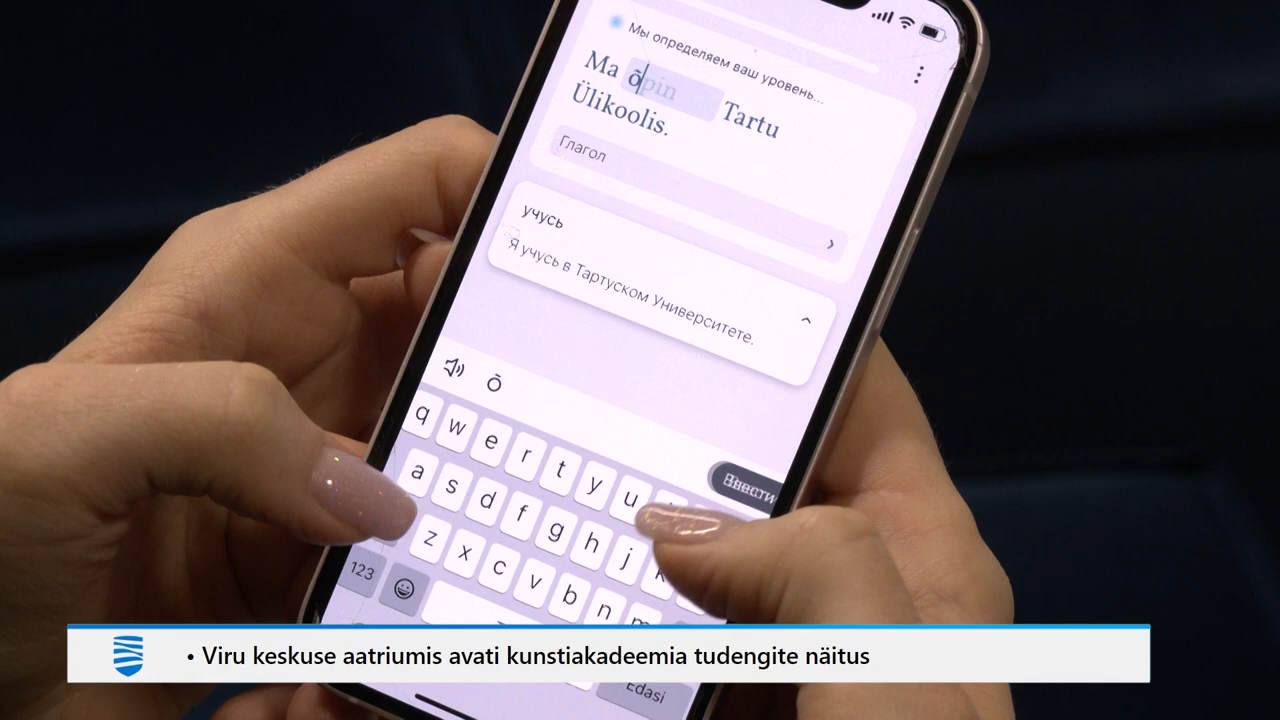 Мы определяем ваш уровень...
Ma õpin Tartu
Ülikoolis.
Глагол
учусь
Я учусь в Тартуском Университете.
Ō
Ввести
q w e r t y u
a s d f g h j k
z x c v b n m
123
Edasi
• Viru keskuse aatriumis avati kunstiakadeemia tudengite näitus